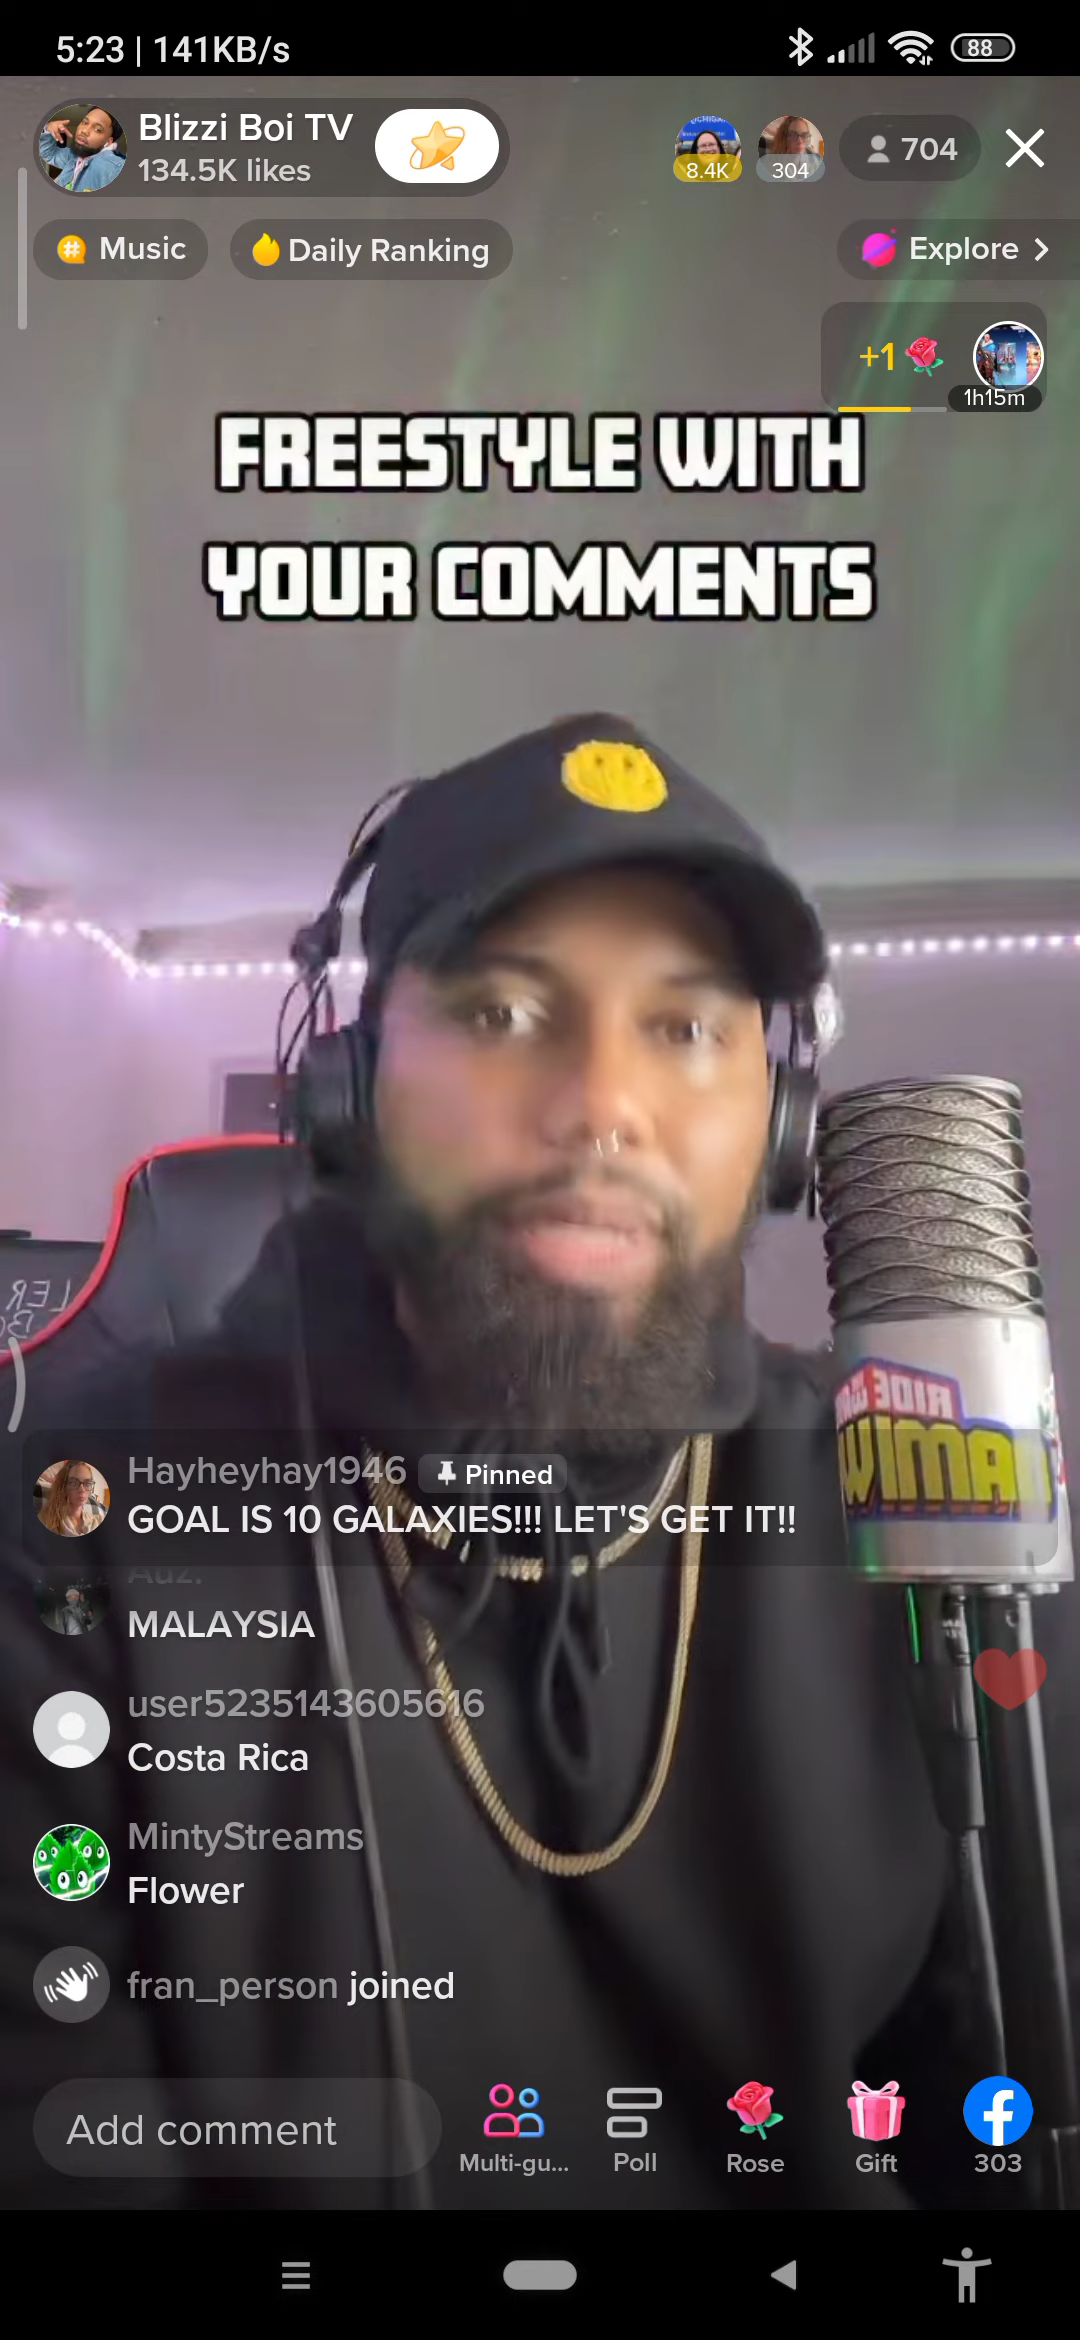 5:23 | 141KB/s
88
Blizzi Boi TV
134.5K likes
8.4K
304
704
Music
Daily Ranking
Explore >
+1
1h15m
FREESTYLE WITH
YOUR COMMENTS
Hayheyhay1946 Pinned
GOAL IS 10 GALAXIES!!! LET'S GET IT!!
MALAYSIA
user5235143605616
Costa Rica
MintyStreams
Flower
fran_person joined
Add comment
Multi-gu...
Poll
Rose
Gift
303